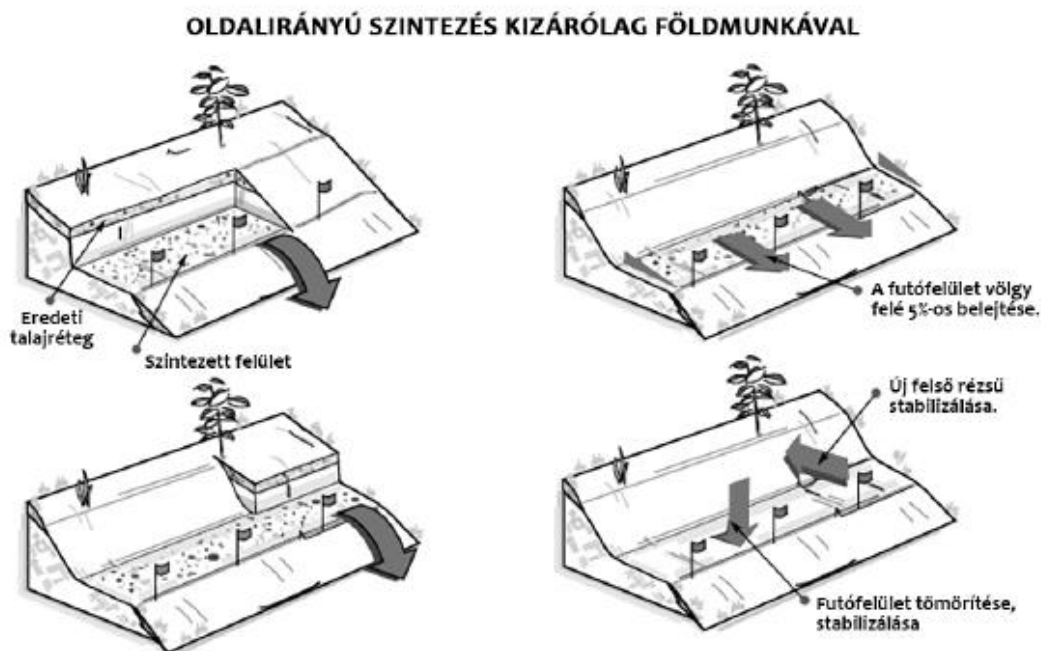 OLDALIRÁNYÚ SZINTEZÉS KIZÁRÓLAG FÖLDMUNKÁVAL
Eredeti
talajréteg
Szintezett felület
A futófelület völgy
felé 5%-os belejtése.
Új felső rézsű
stabilizálása.
Futófelület tömörítése,
stabilizálása